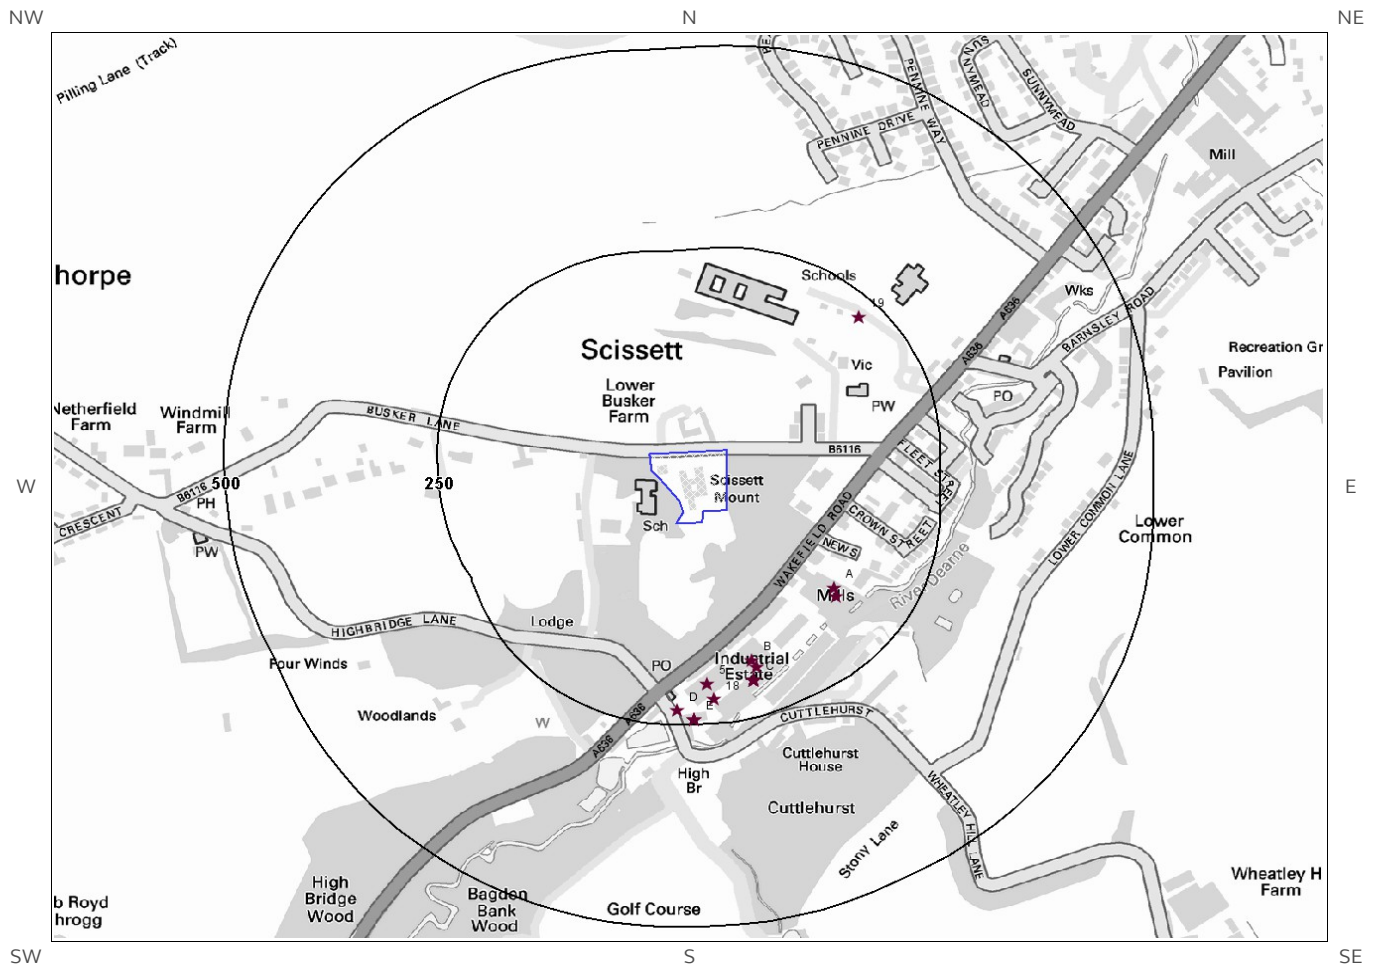 NW
N
NE
Pilling Lane (Track)
PENNINE WAY
SUNNYMEAD
SUNNYMEAD
PENNINE DRIVE
Mill
horpe
Schools
19
Wks
A636
BARNSLEY ROAD
A636
Scissett
Vic
Recreation Gr
Pavilion
Lower
Busker
Farm
PW
PO
Netherfield
Farm
Windmill
Farm
BUSKER LANE
B6116
FLEET STREET
W
500
250
B6116
PH
Scissett
Mount
E
CRESCENT
Sch
PW
WAKEFIELD ROAD
CROWN ST
REET
NEWS
LOWER COMMON LANE
Lower
Common
River Dearne
A
Mills
HIGHBRIDGE LANE
Lodge
Four Winds
PO
B
Industrial
C
Estate
5
18
D
E
Woodlands
W
A636
A636
CUTTLEHURST
High
Br
Cuttlehurst
House
Cuttlehurst
WHEATLEY HILL LANE
Stony Lane
High
Bridge
Wood
Bagden
Bank
Wood
Golf Course
Wheatley H
Farm
b Royd
hrogg
SW
S
SE